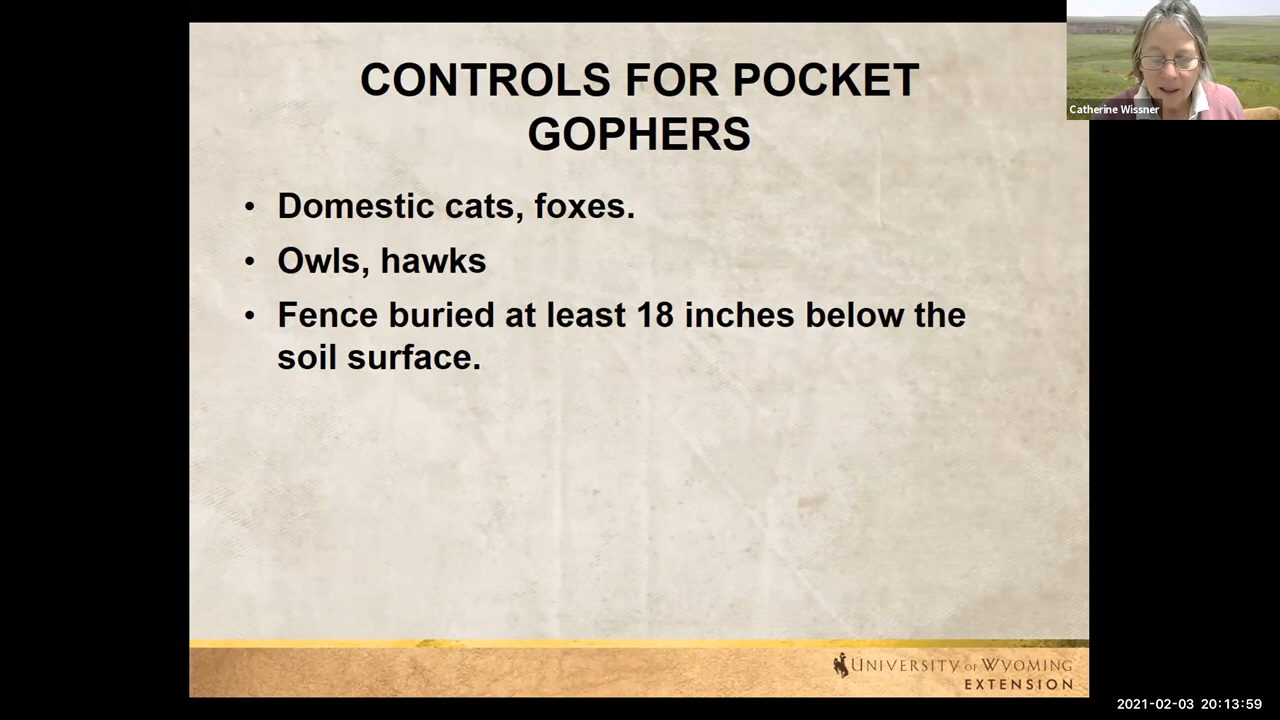 CONTROLS FOR POCKET
GOPHERS
Catherine Wissner
• Domestic cats, foxes.
• Owls, hawks
• Fence buried at least 18 inches below the
soil surface.
UNIVERSITY OF WYOMING
EXTENSION
2021-02-03 20:13:59